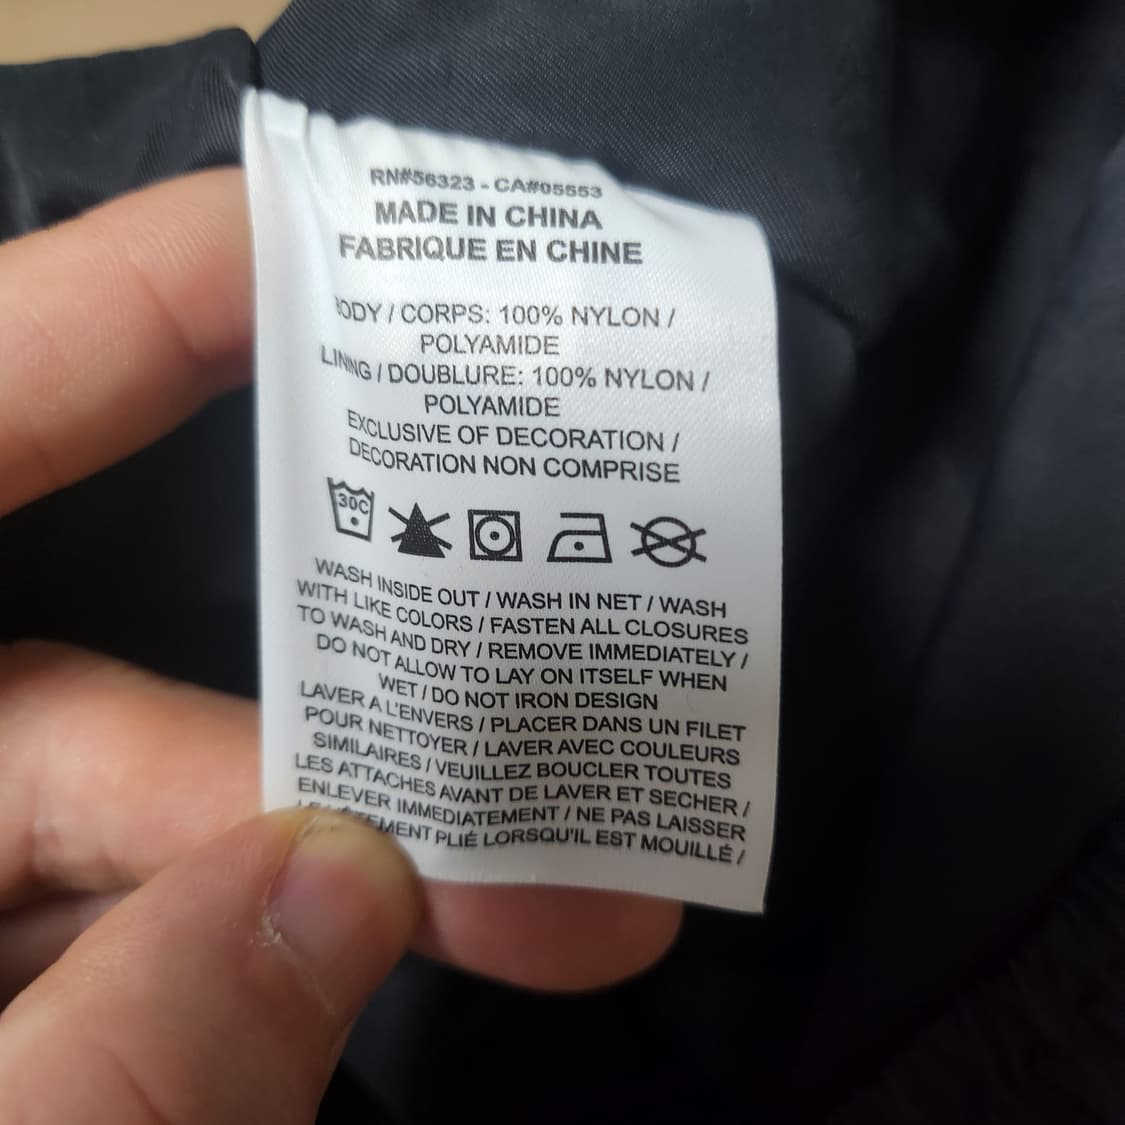 RN#56323 - CA#05553
MADE IN CHINA
FABRIQUE EN CHINE
BODY / CORPS: 100% NYLON /
POLYAMIDE
LINING / DOUBLURE: 100% NYLON /
POLYAMIDE
EXCLUSIVE OF DECORATION /
DECORATION NON COMPRISE
30C
WASH INSIDE OUT / WASH IN NET / WASH
WITH LIKE COLORS / FASTEN ALL CLOSURES
TO WASH AND DRY / REMOVE IMMEDIATELY /
DO NOT ALLOW TO LAY ON ITSELF WHEN
WET / DO NOT IRON DESIGN
LAVER A L'ENVERS / PLACER DANS UN FILET
POUR NETTOYER / LAVER AVEC COULEURS
SIMILAIRES / VEUILLEZ BOUCLER TOUTES
LES ATTACHES AVANT DE LAVER ET SECHER /
ENLEVER IMMEDIATEMENT / NE PAS LAISSER
PLIÉ LORSQU'IL EST MOUILLÉ /